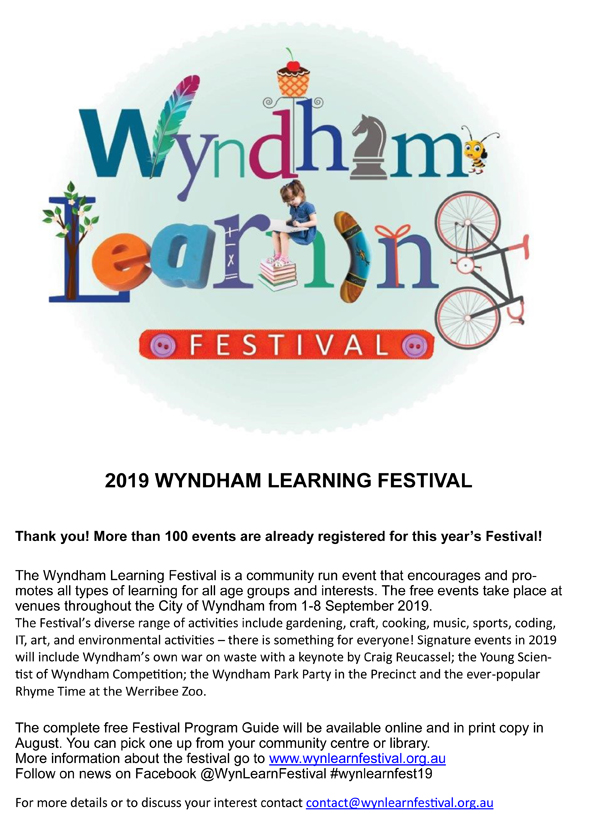 Wyndham
Learning
FESTIVAL
2019 WYNDHAM LEARNING FESTIVAL
Thank you! More than 100 events are already registered for this year's Festival!
The Wyndham Learning Festival is a community run event that encourages and pro-
motes all types of learning for all age groups and interests. The free events take place at
venues throughout the City of Wyndham from 1-8 September 2019.
The Festival's diverse range of activities include gardening, craft, cooking, music, sports, coding,
IT, art, and environmental activities – there is something for everyone! Signature events in 2019
will include Wyndham's own war on waste with a keynote by Craig Reucassel; the Young Scien-
tist of Wyndham Competition; the Wyndham Park Party in the Precinct and the ever-popular
Rhyme Time at the Werribee Zoo.
The complete free Festival Program Guide will be available online and in print copy in
August. You can pick one up from your community centre or library.
More information about the festival go to www.wynlearnfestival.org.au
Follow on news on Facebook @WynLearnFestival #wynlearnfest19
For more details or to discuss your interest contact contact@wynlearnfestival.org.au